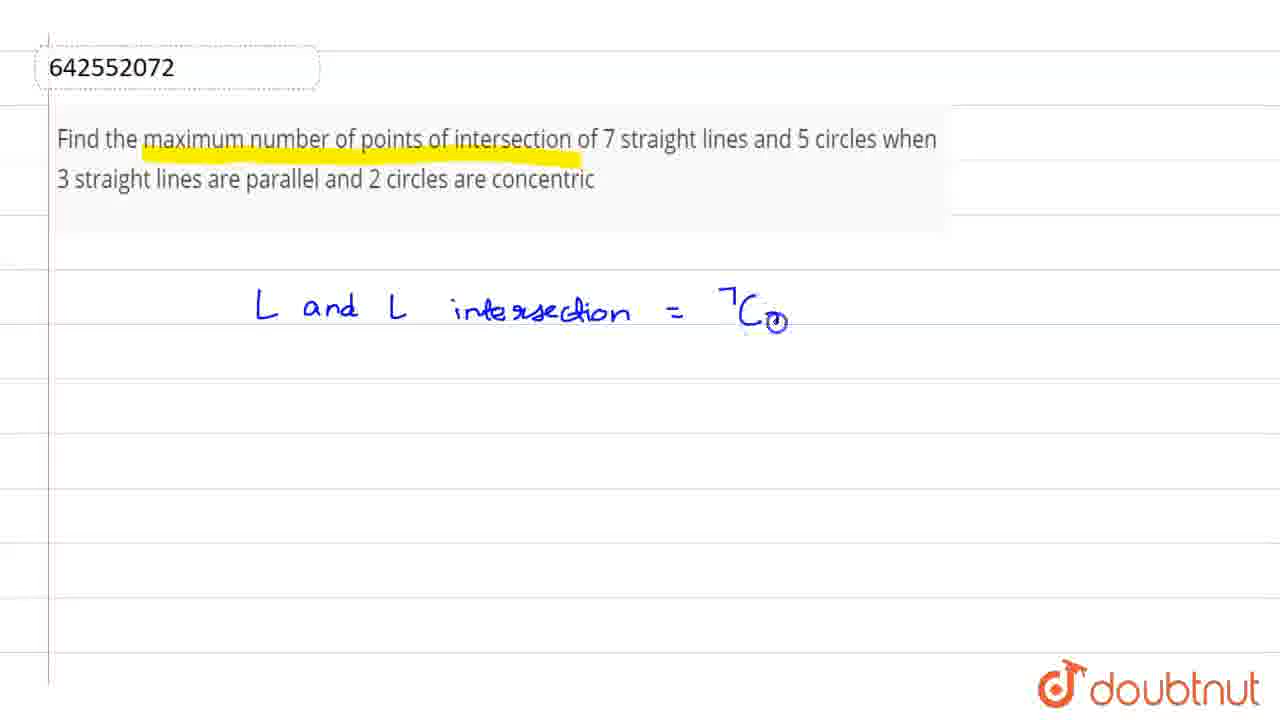 642552072
Find the maximum number of points of intersection of 7 straight lines and 5 circles when
3 straight lines are parallel and 2 circles are concentric
L and L intersection = ⁷C₂
doubtnut